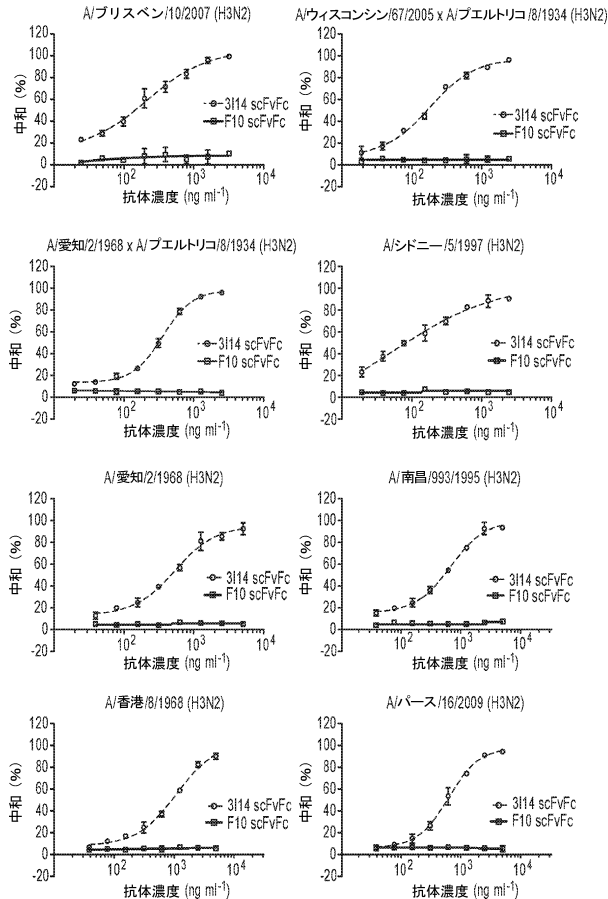 A/ブリスベン/10/2007 (H3N2)
中和 (%)
120
100
80
60
40
20
0
-20
3I14 scFvFc
F10 scFvFc
10² 10³ 10⁴
抗体濃度 (ng ml⁻¹)
A/ウィスコンシン/67/2005 x A/プエルトリコ/8/1934 (H3N2)
中和 (%)
120
100
80
60
40
20
0
-20
3I14 scFvFc
F10 scFvFc
10² 10³ 10⁴
抗体濃度 (ng ml⁻¹)
A/愛知/2/1968 x A/プエルトリコ/8/1934 (H3N2)
中和 (%)
120
100
80
60
40
20
0
-20
3I14 scFvFc
F10 scFvFc
10² 10³ 10⁴
抗体濃度 (ng ml⁻¹)
A/シドニー/5/1997 (H3N2)
中和 (%)
120
100
80
60
40
20
0
-20
3I14 scFvFc
F10 scFvFc
10² 10³ 10⁴
抗体濃度 (ng ml⁻¹)
A/愛知/2/1968 (H3N2)
中和 (%)
120
100
80
60
40
20
0
-20
3I14 scFvFc
F10 scFvFc
10² 10³ 10⁴
抗体濃度 (ng ml⁻¹)
A/南昌/993/1995 (H3N2)
中和 (%)
120
100
80
60
40
20
0
-20
3I14 scFvFc
F10 scFvFc
10² 10³ 10⁴
抗体濃度 (ng ml⁻¹)
A/香港/8/1968 (H3N2)
中和 (%)
120
100
80
60
40
20
0
-20
3I14 scFvFc
F10 scFvFc
10² 10³ 10⁴
抗体濃度 (ng ml⁻¹)
A/パース/16/2009 (H3N2)
中和 (%)
120
100
80
60
40
20
0
-20
3I14 scFvFc
F10 scFvFc
10² 10³ 10⁴
抗体濃度 (ng ml⁻¹)